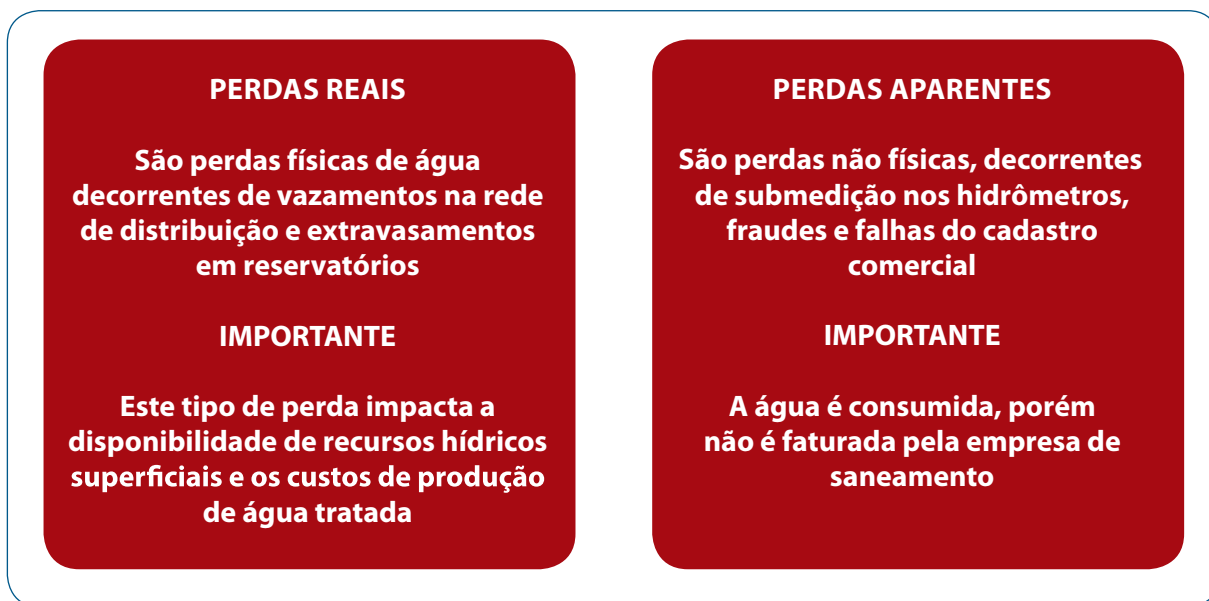 PERDAS REAIS
São perdas físicas de água
decorrentes de vazamentos na rede
de distribuição e extravasamentos
em reservatórios
IMPORTANTE
Este tipo de perda impacta a
disponibilidade de recursos hídricos
superficiais e os custos de produção
de água tratada
PERDAS APARENTES
São perdas não físicas, decorrentes
de submedição nos hidrômetros,
fraudes e falhas do cadastro
comercial
IMPORTANTE
A água é consumida, porém
não é faturada pela empresa de
saneamento